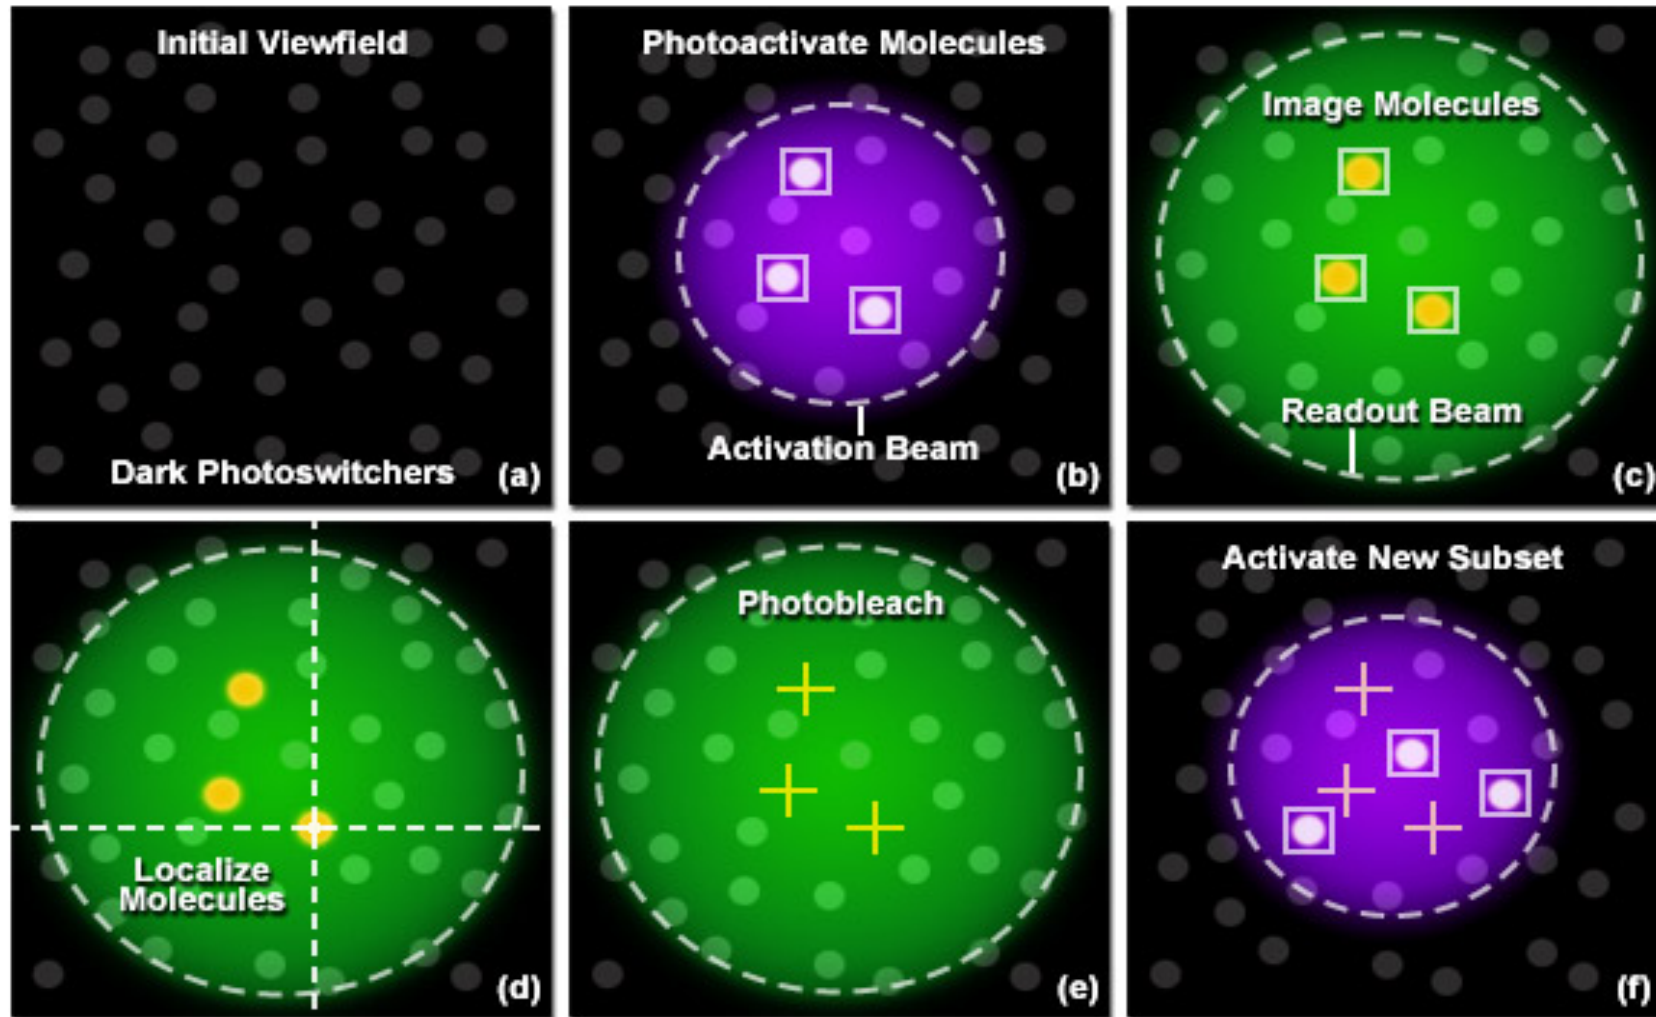 Initial Viewfield
Dark Photoswitchers
(a)
Photoactivate Molecules
Activation Beam
(b)
Image Molecules
Readout Beam
(c)
Localize
Molecules
(d)
Photobleach
(e)
Activate New Subset
(f)